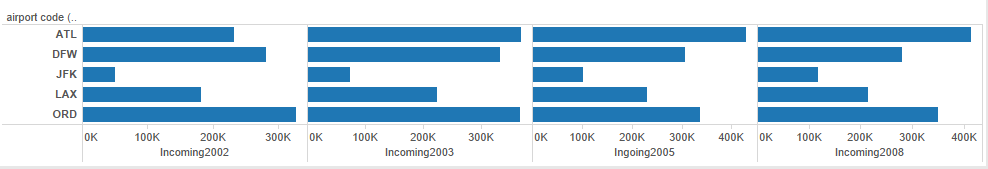 airport code (..
ATL
DFW
JFK
LAX
ORD
0K 100K 200K 300K 0K 100K 200K 300K 0K 100K 200K 300K 400K 0K 100K 200K 300K 400K
Incoming2002 Incoming2003 Ingoing2005 Incoming2008